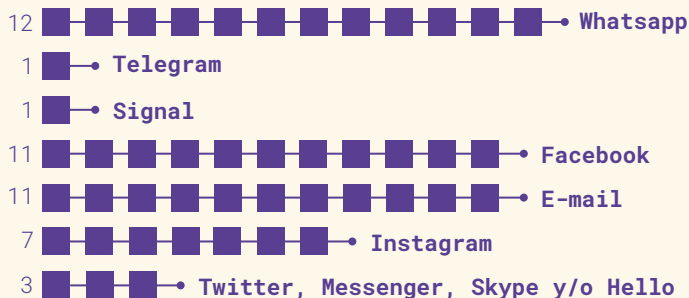 12 Whatsapp
1 Telegram
1 Signal
11 Facebook
11 E-mail
7 Instagram
3 Twitter, Messenger, Skype y/o Hello